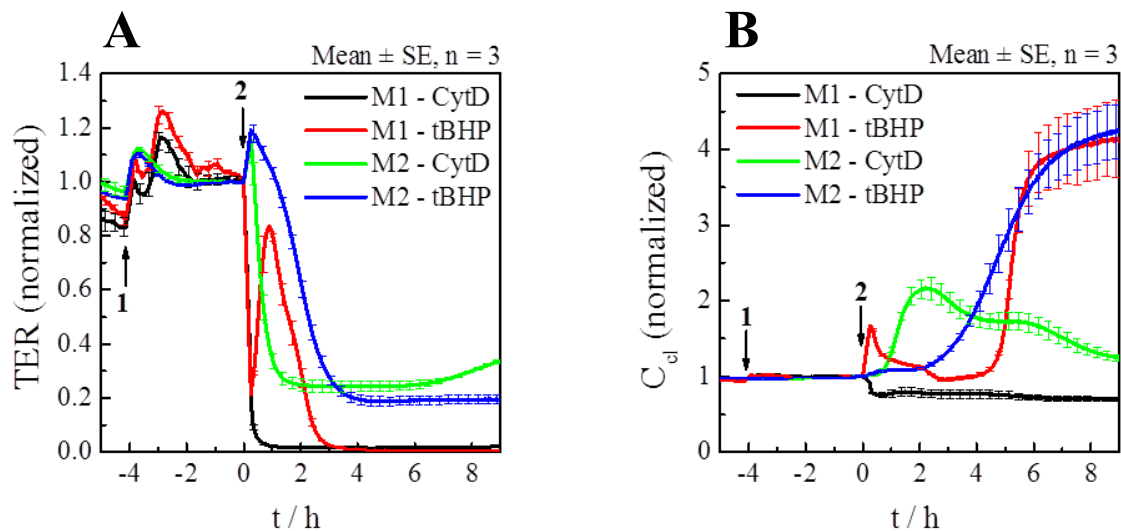 A
Mean ± SE, n = 3
1.4
1.2
1.0
0.8
0.6
0.4
0.2
0.0
TER (normalized)
2
1
M1 - CytD
M1 - tBHP
M2 - CytD
M2 - tBHP
-4 -2 0 2 4 6 8
t / h
B
Mean ± SE, n = 3
5
4
3
2
1
0
C cl (normalized)
M1 - CytD
M1 - tBHP
M2 - CytD
M2 - tBHP
1
2
-4 -2 0 2 4 6 8
t / h